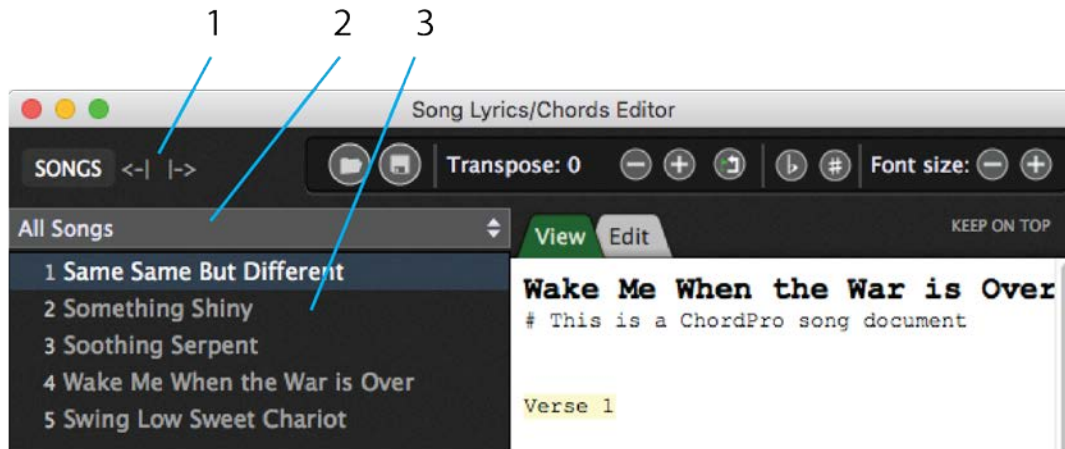 1 2 3
Song Lyrics/Chords Editor
SONGS <-| |-> Transpose: 0 Font size:
All Songs
View Edit KEEP ON TOP
1 Same Same But Different
2 Something Shiny
3 Soothing Serpent
4 Wake Me When the War is Over
5 Swing Low Sweet Chariot
Wake Me When the War is Over
# This is a ChordPro song document
Verse 1